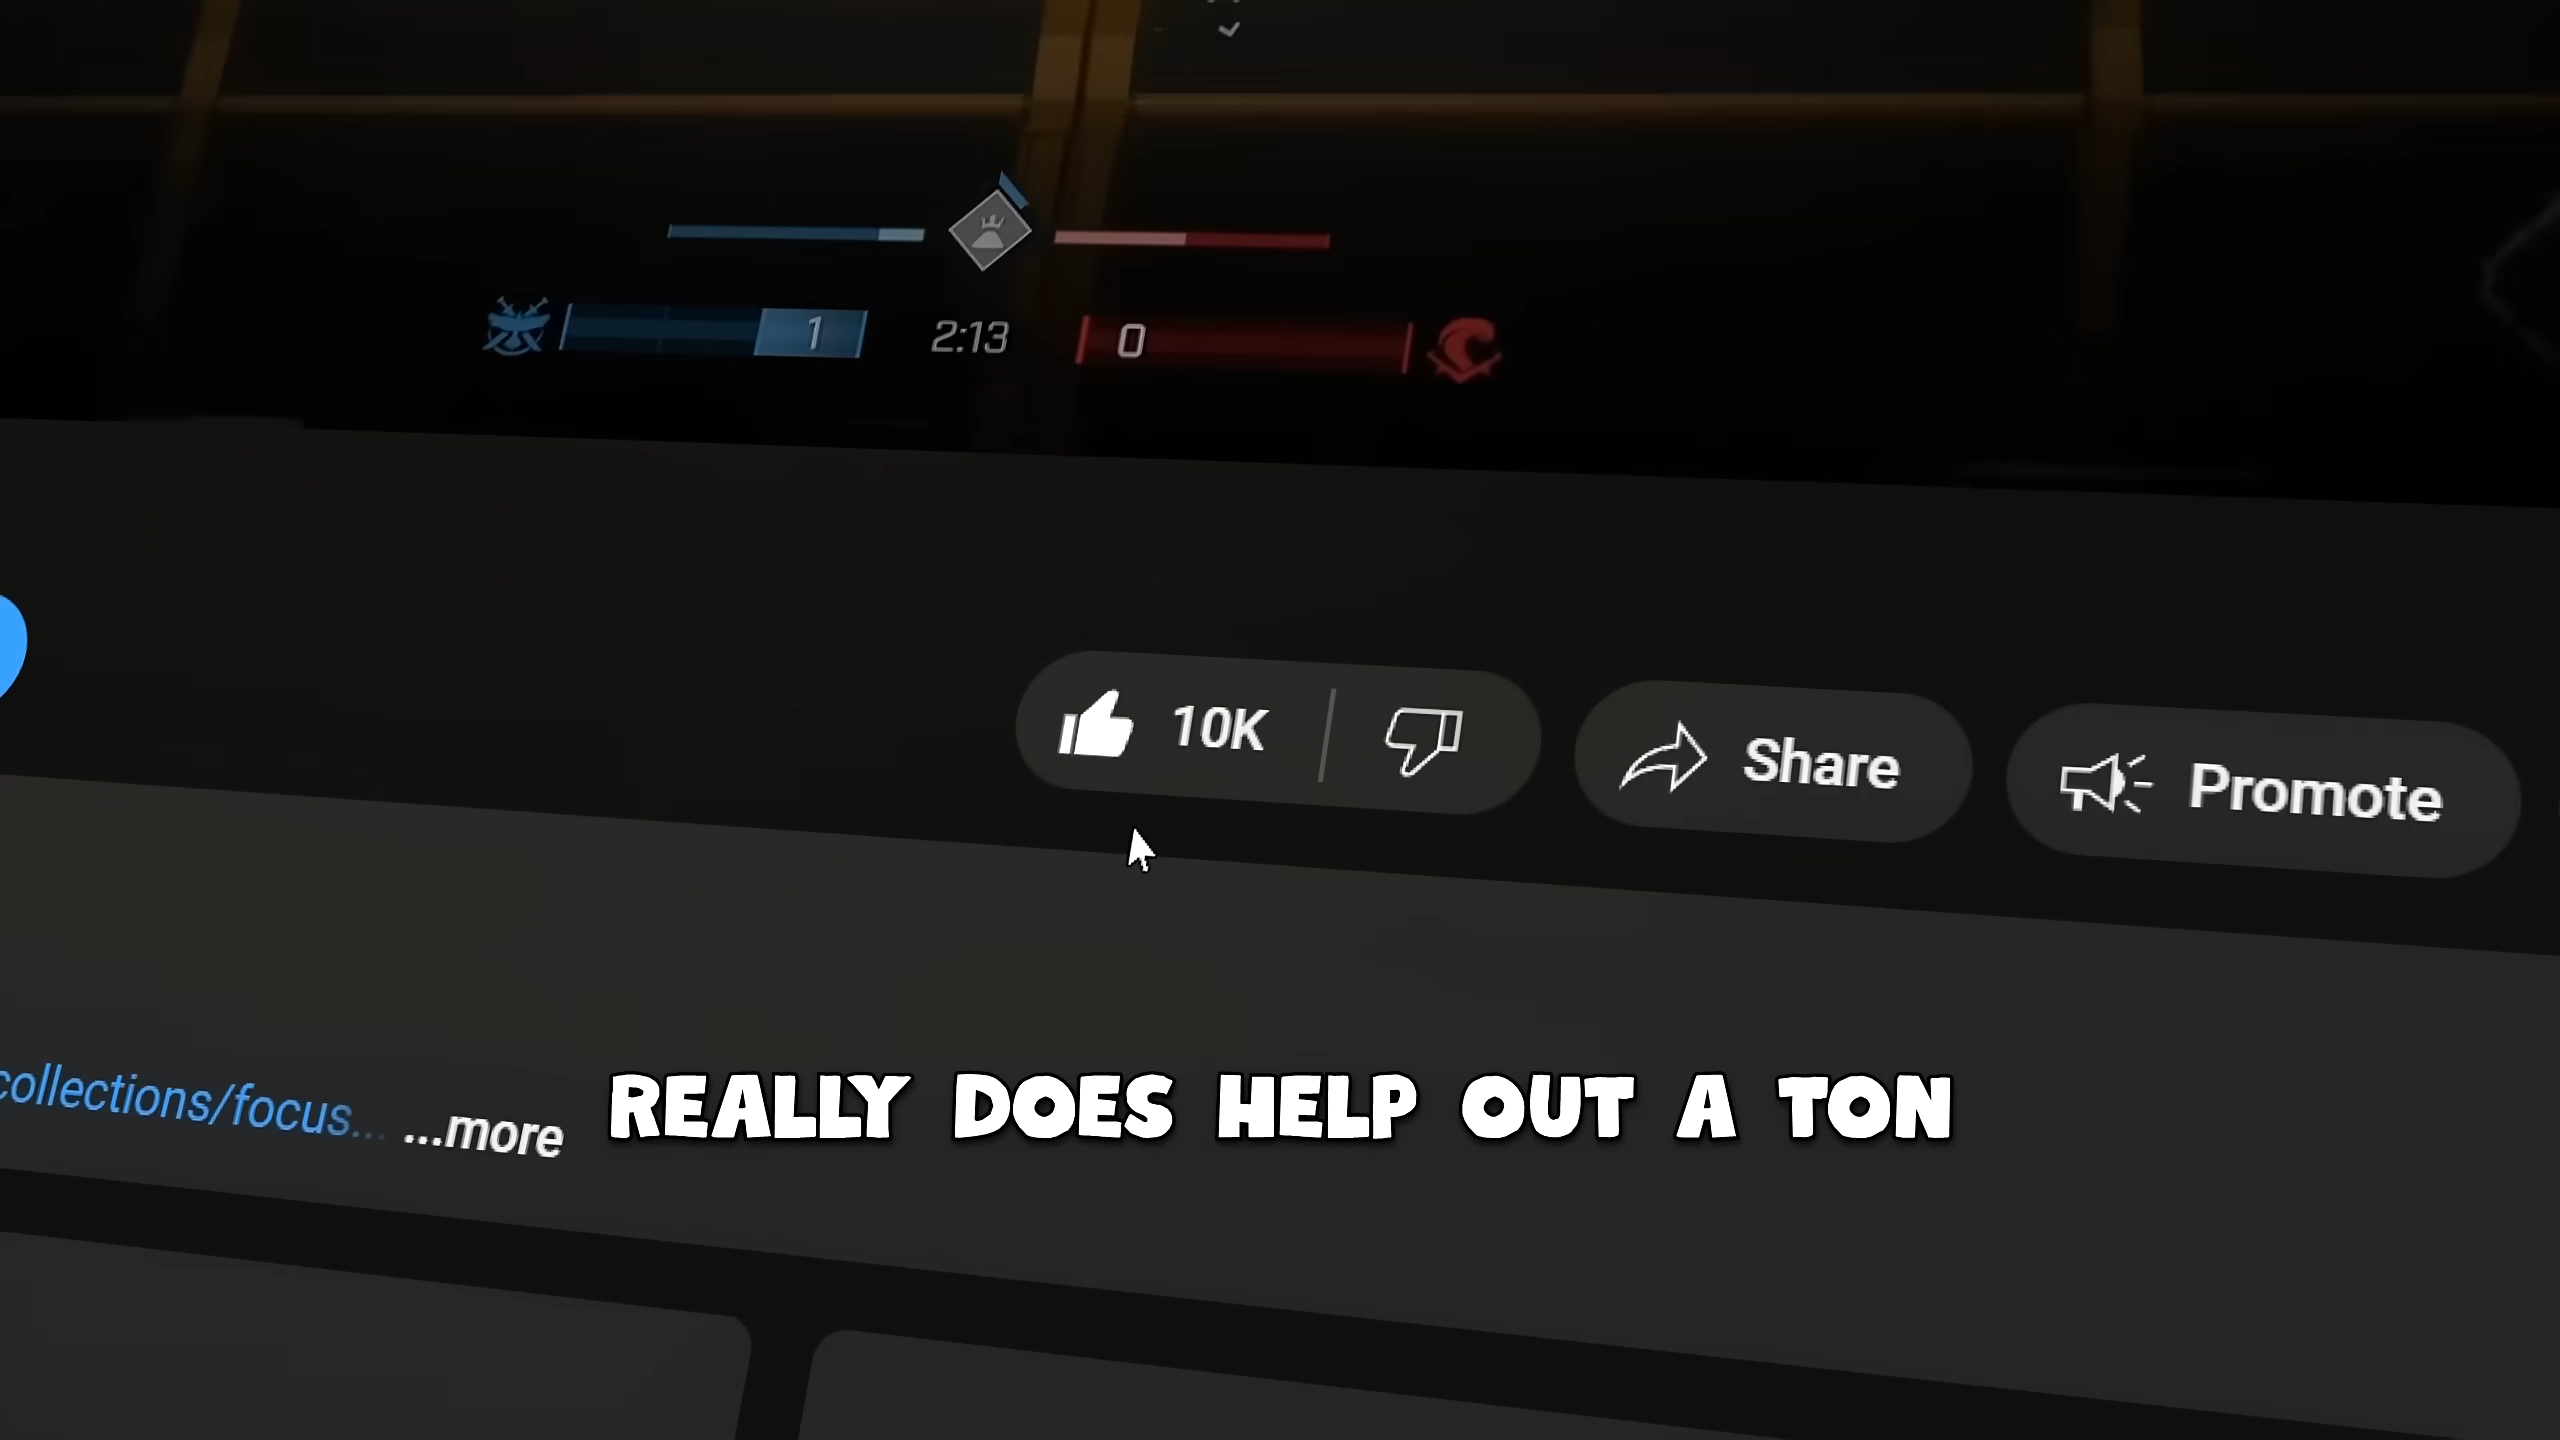 1 2:13 0
10K Share Promote
collections/focus... ...more
REALLY DOES HELP OUT A TON